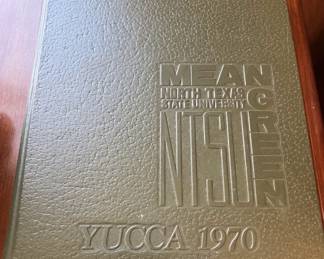 MEAN
GREEN
NORTH TEXAS
STATE UNIVERSITY
NTSU
YUCCA 1970